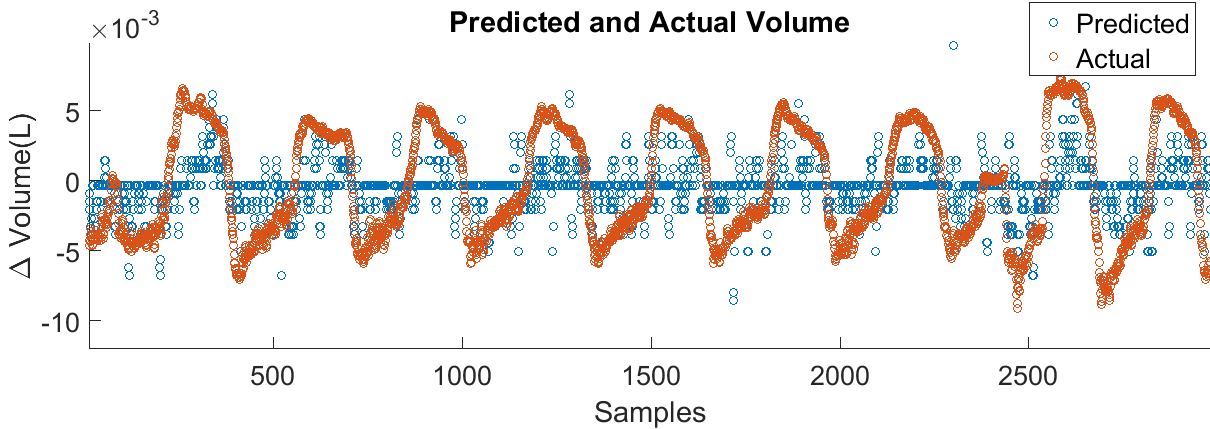 ×10⁻³
Predicted and Actual Volume
Predicted
Actual
Δ Volume(L)
5
0
-5
-10
500
1000
1500
2000
2500
Samples